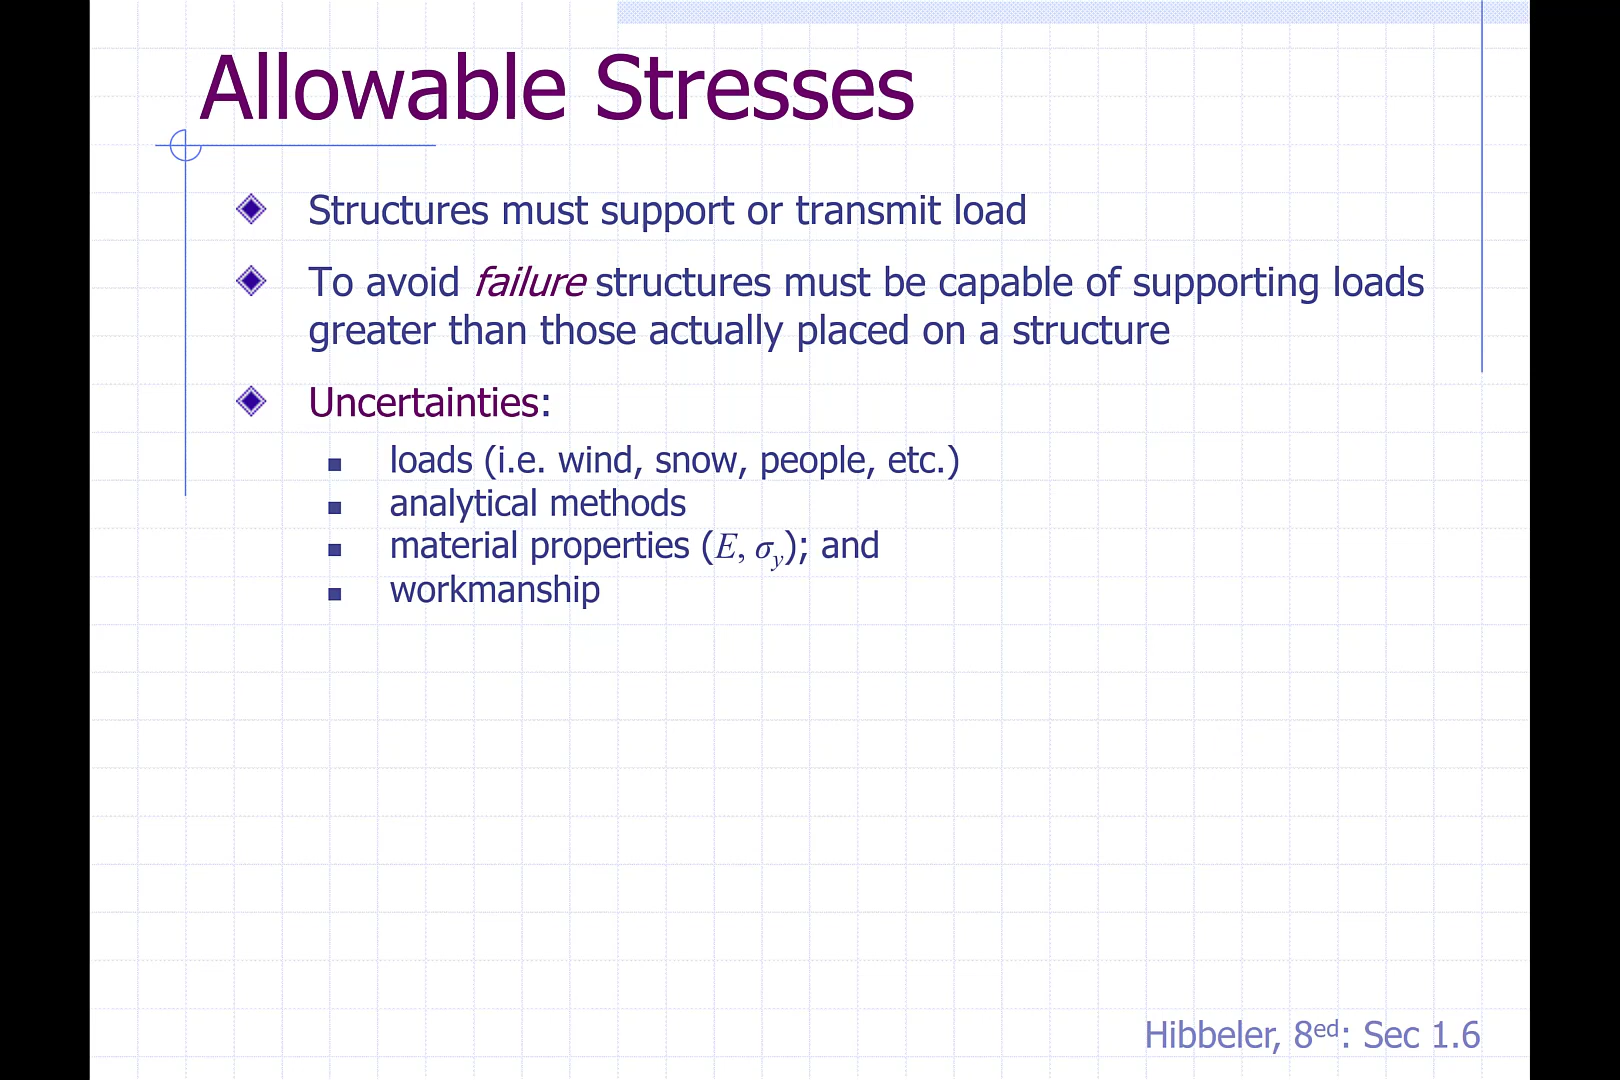 Allowable Stresses
Structures must support or transmit load
To avoid failure structures must be capable of supporting loads
greater than those actually placed on a structure
Uncertainties:
loads (i.e. wind, snow, people, etc.)
analytical methods
material properties (E, σy); and
workmanship
Hibbeler, 8ed: Sec 1.6